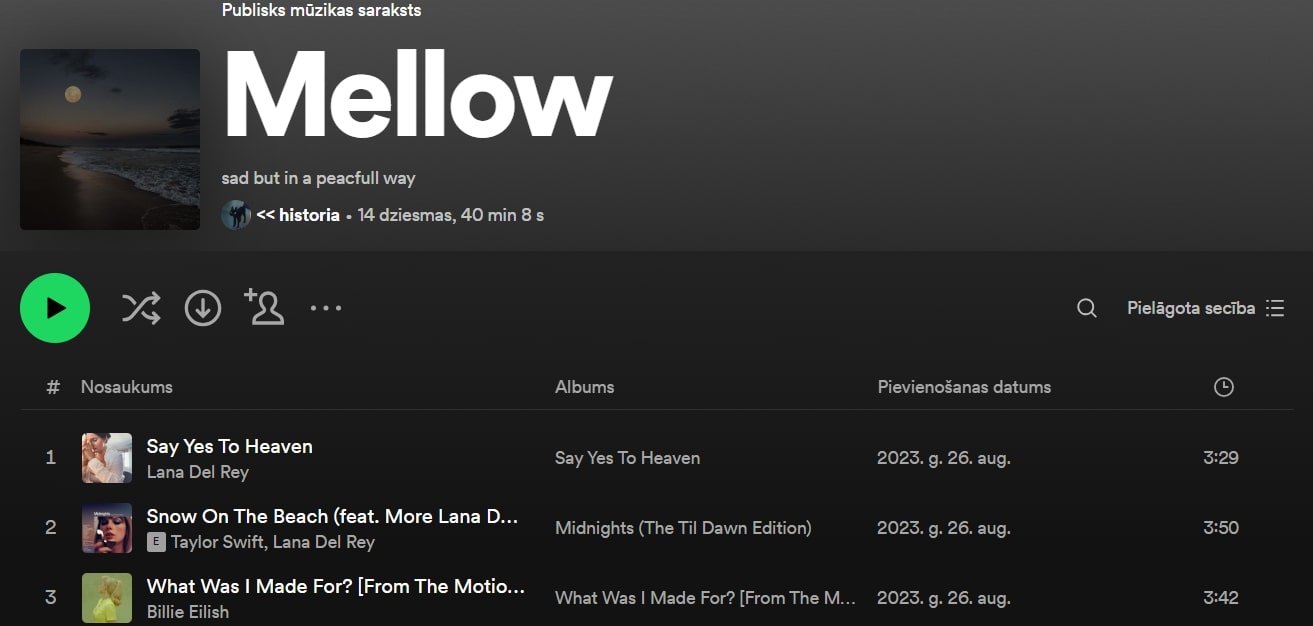 Publisks mūzikas saraksts
Mellow
sad but in a peacfull way
<< historia • 14 dziesmas, 40 min 8 s
Pielāgota secība
# Nosaukums Albums Pievienošanas datums
1 Say Yes To Heaven Say Yes To Heaven 2023. g. 26. aug. 3:29
Lana Del Rey
2 Snow On The Beach (feat. More Lana D... Midnights (The Til Dawn Edition) 2023. g. 26. aug. 3:50
E Taylor Swift, Lana Del Rey
3 What Was I Made For? [From The Motio... What Was I Made For? [From The M... 2023. g. 26. aug. 3:42
Billie Eilish